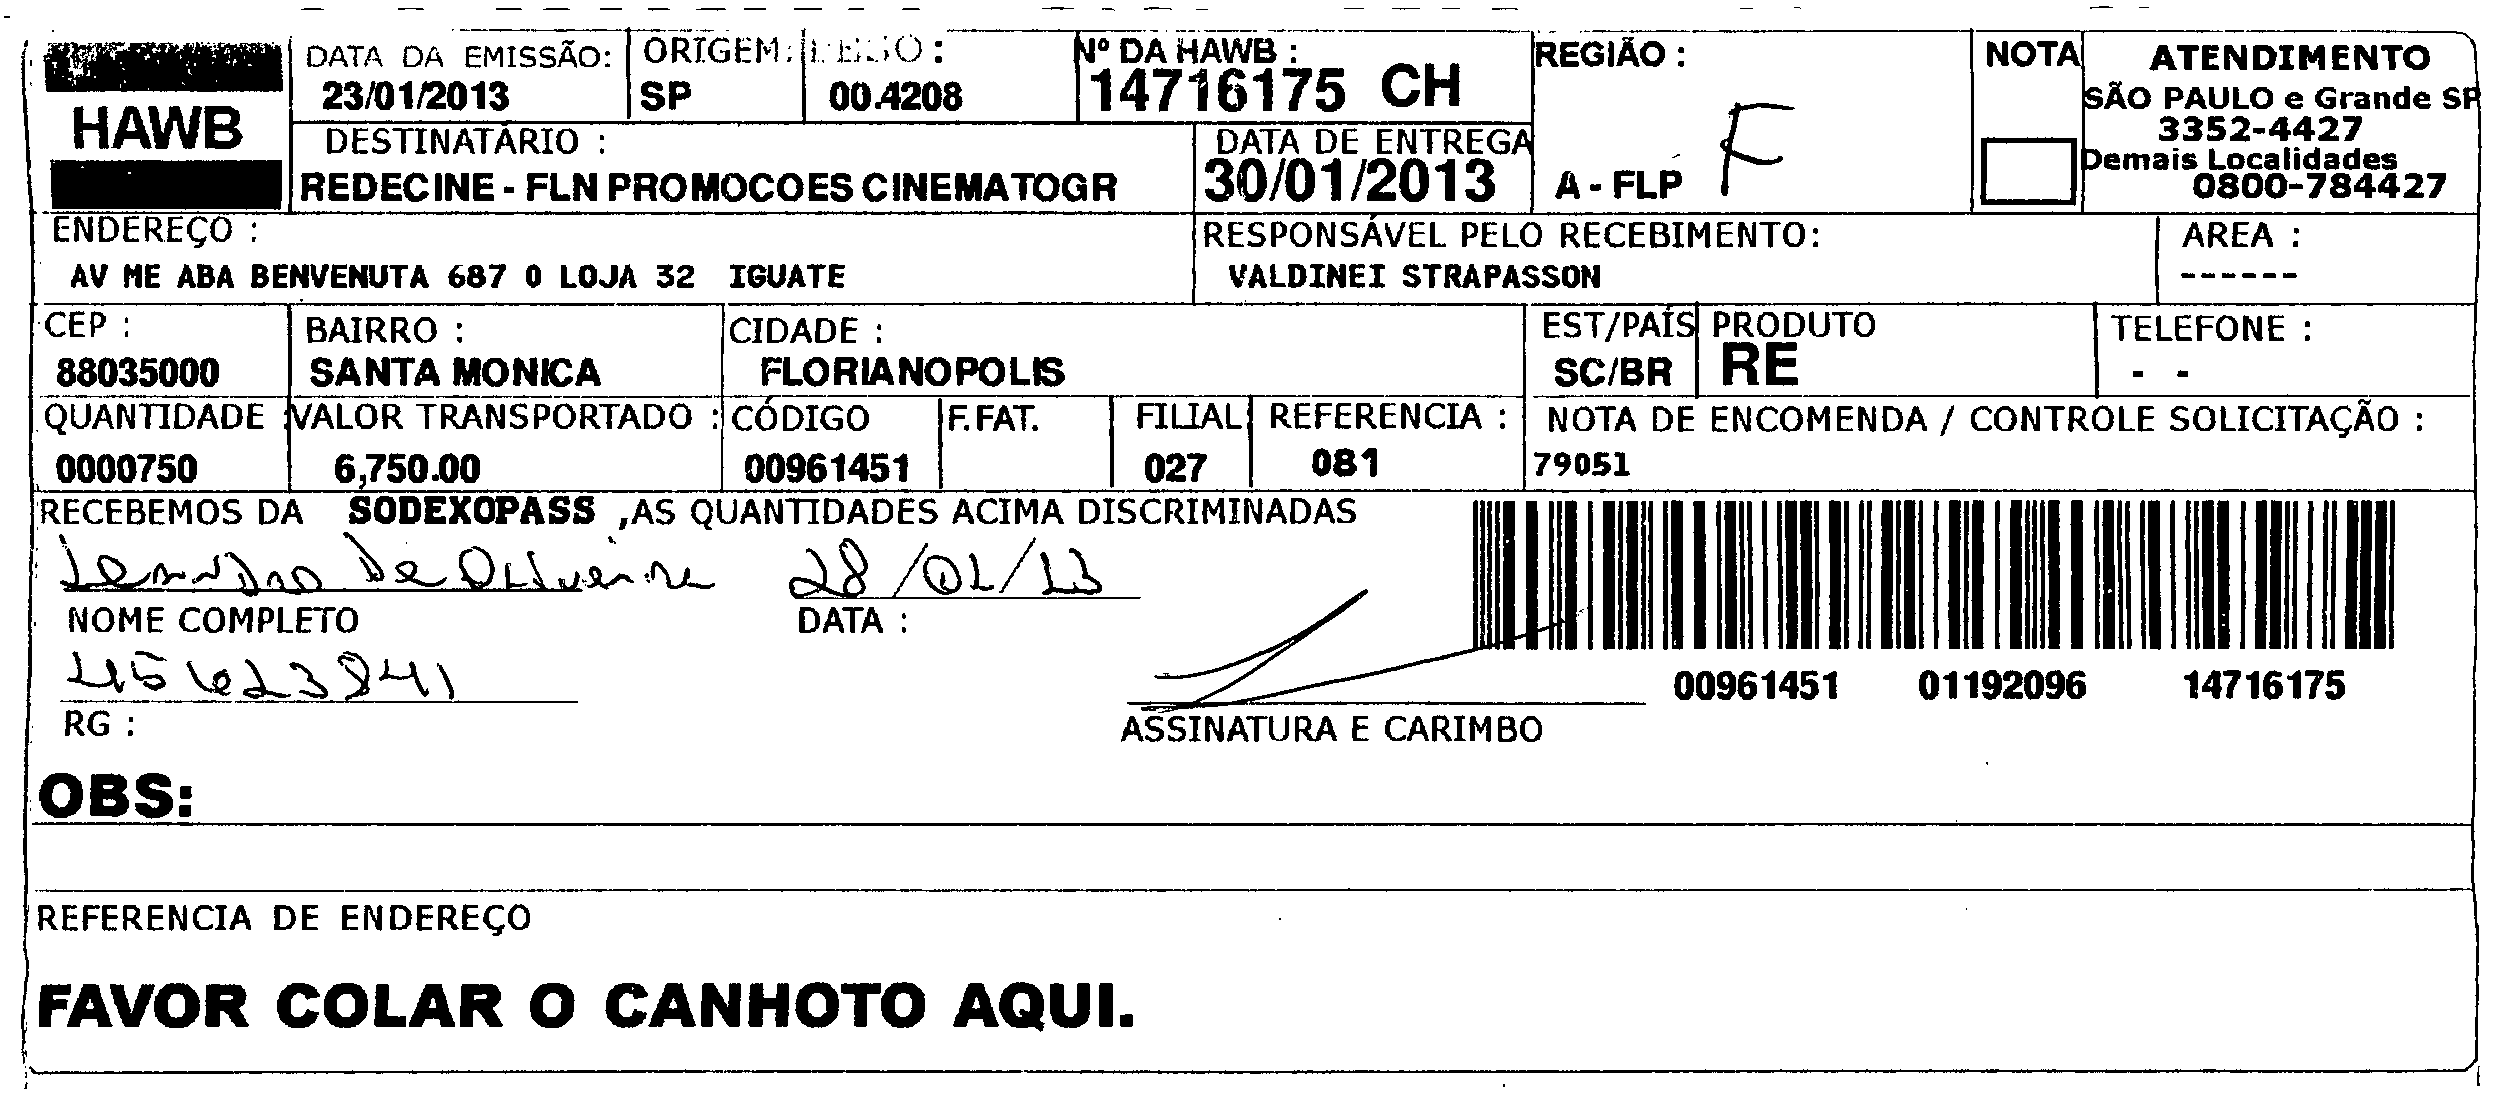 HAWB
DATA DA EMISSÃO: ORIGEM: PESO : Nº DA HAWB : REGIÃO : NOTA ATENDIMENTO
23/01/2013 SP 00.4208 14716175 CH SÃO PAULO e Grande SP
3352-4427
DESTINATÁRIO : DATA DE ENTREGA Demais Localidades
REDECINE - FLN PROMOCOES CINEMATOGR 30/01/2013 A - FLP F 0800-784427
ENDEREÇO : RESPONSÁVEL PELO RECEBIMENTO: AREA :
AV ME ABA BENVENUTA 687 0 LOJA 32 IGUATE VALDINEI STRAPASSON ------
CEP : BAIRRO : CIDADE : EST/PAÍS PRODUTO TELEFONE :
88035000 SANTA MONICA FLORIANOPOLIS SC/BR RE - -
QUANTIDADE : VALOR TRANSPORTADO : CÓDIGO F.FAT. FILIAL REFERENCIA : NOTA DE ENCOMENDA / CONTROLE SOLICITAÇÃO :
0000750 6,750.00 00961451 027 081 79051
RECEBEMOS DA SODEXOPASS ,AS QUANTIDADES ACIMA DISCRIMINADAS
Leandro de Oliveira 28/01/13
NOME COMPLETO DATA :
45623841
RG : ASSINATURA E CARIMBO
00961451 01192096 14716175
OBS:
REFERENCIA DE ENDEREÇO
FAVOR COLAR O CANHOTO AQUI.